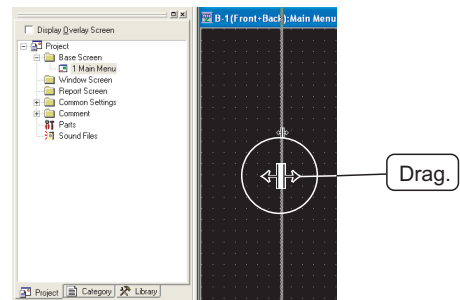 Display Overlay Screen
Project
Base Screen
1 Main Menu
Window Screen
Report Screen
Common Settings
Comment
Parts
Sound Files
Project Category Library
B-1(Front+Back):Main Menu
Drag.